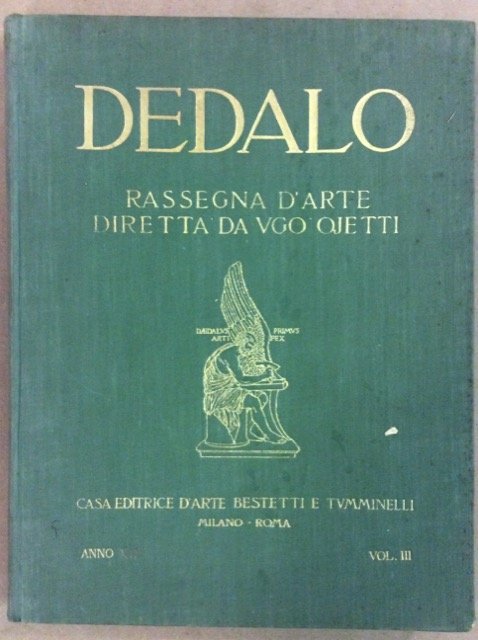 DEDALO
RASSEGNA D'ARTE
DIRETTA DA VGO OJETTI
DÆDALVS PRIMVS
ARTI FEX
CASA EDITRICE D'ARTE BESTETTI E TVMMINELLI
MILANO - ROMA
ANNO
VOL. III